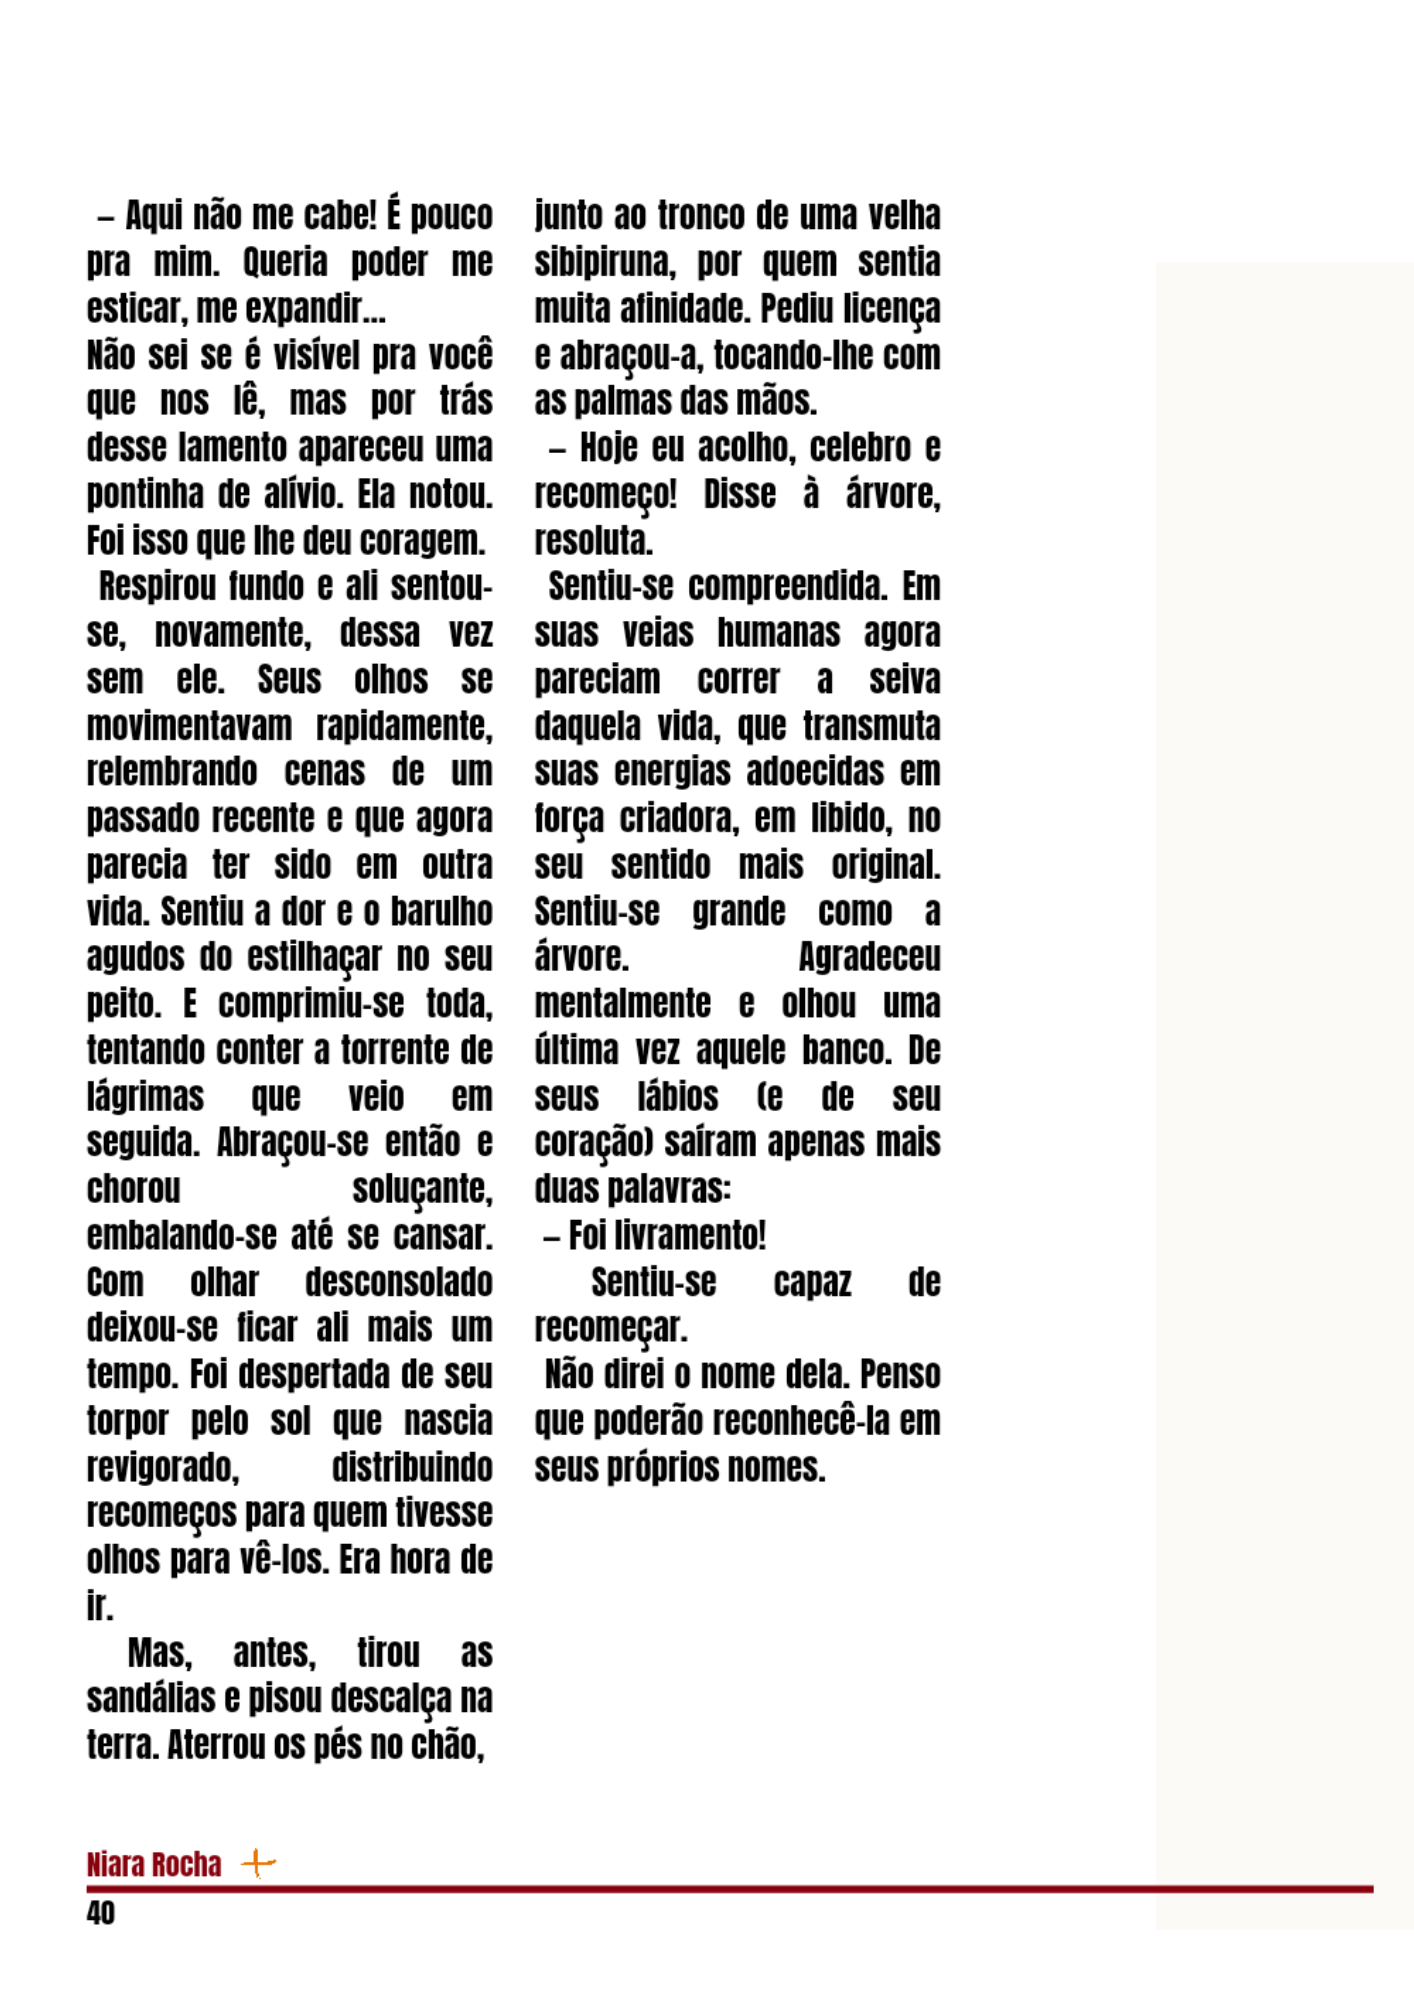 – Aqui não me cabe! É pouco
pra mim. Queria poder me
esticar, me expandir...
Não sei se é visível pra você
que nos lê, mas por trás
desse lamento apareceu uma
pontinha de alívio. Ela notou.
Foi isso que lhe deu coragem.
Respirou fundo e ali sentou-
se, novamente, dessa vez
sem ele. Seus olhos se
movimentavam rapidamente,
relembrando cenas de um
passado recente e que agora
parecia ter sido em outra
vida. Sentiu a dor e o barulho
agudos do estilhaçar no seu
peito. E comprimiu-se toda,
tentando conter a torrente de
lágrimas que veio em
seguida. Abraçou-se então e
chorou soluçante,
embalando-se até se cansar.
Com olhar desconsolado
deixou-se ficar ali mais um
tempo. Foi despertada de seu
torpor pelo sol que nascia
revigorado, distribuindo
recomeços para quem tivesse
olhos para vê-los. Era hora de
ir.
Mas, antes, tirou as
sandálias e pisou descalça na
terra. Aterrou os pés no chão,
junto ao tronco de uma velha
sibipiruna, por quem sentia
muita afinidade. Pediu licença
e abraçou-a, tocando-lhe com
as palmas das mãos.
– Hoje eu acolho, celebro e
recomeço! Disse à árvore,
resoluta.
Sentiu-se compreendida. Em
suas veias humanas agora
pareciam correr a seiva
daquela vida, que transmuta
suas energias adoecidas em
força criadora, em libido, no
seu sentido mais original.
Sentiu-se grande como a
árvore. Agradeceu
mentalmente e olhou uma
última vez aquele banco. De
seus lábios (e de seu
coração) saíram apenas mais
duas palavras:
– Foi livramento!
Sentiu-se capaz de
recomeçar.
Não direi o nome dela. Penso
que poderão reconhecê-la em
seus próprios nomes.
Niara Rocha
40